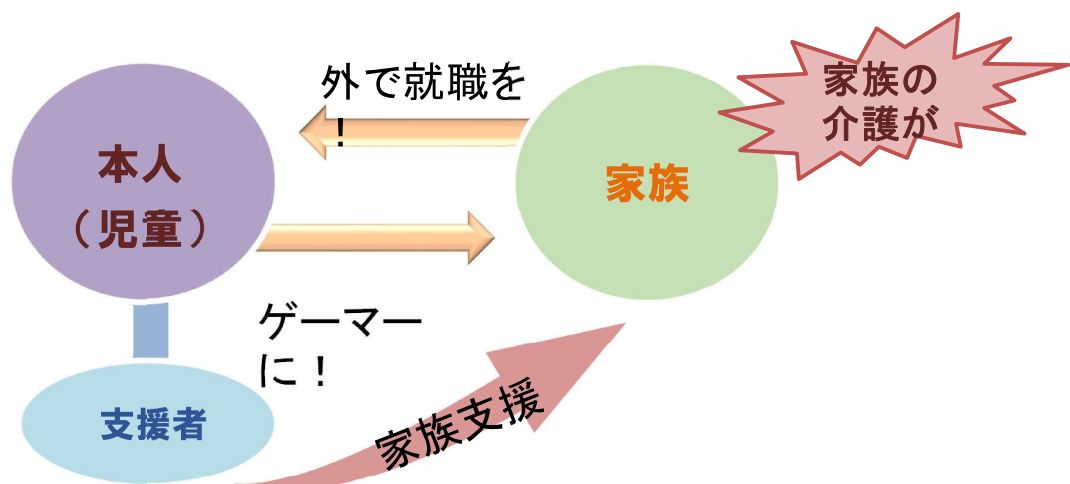 外で就職を
！
家族の
介護が
本人
（児童）
家族
ゲーマー
に！
支援者
家族支援